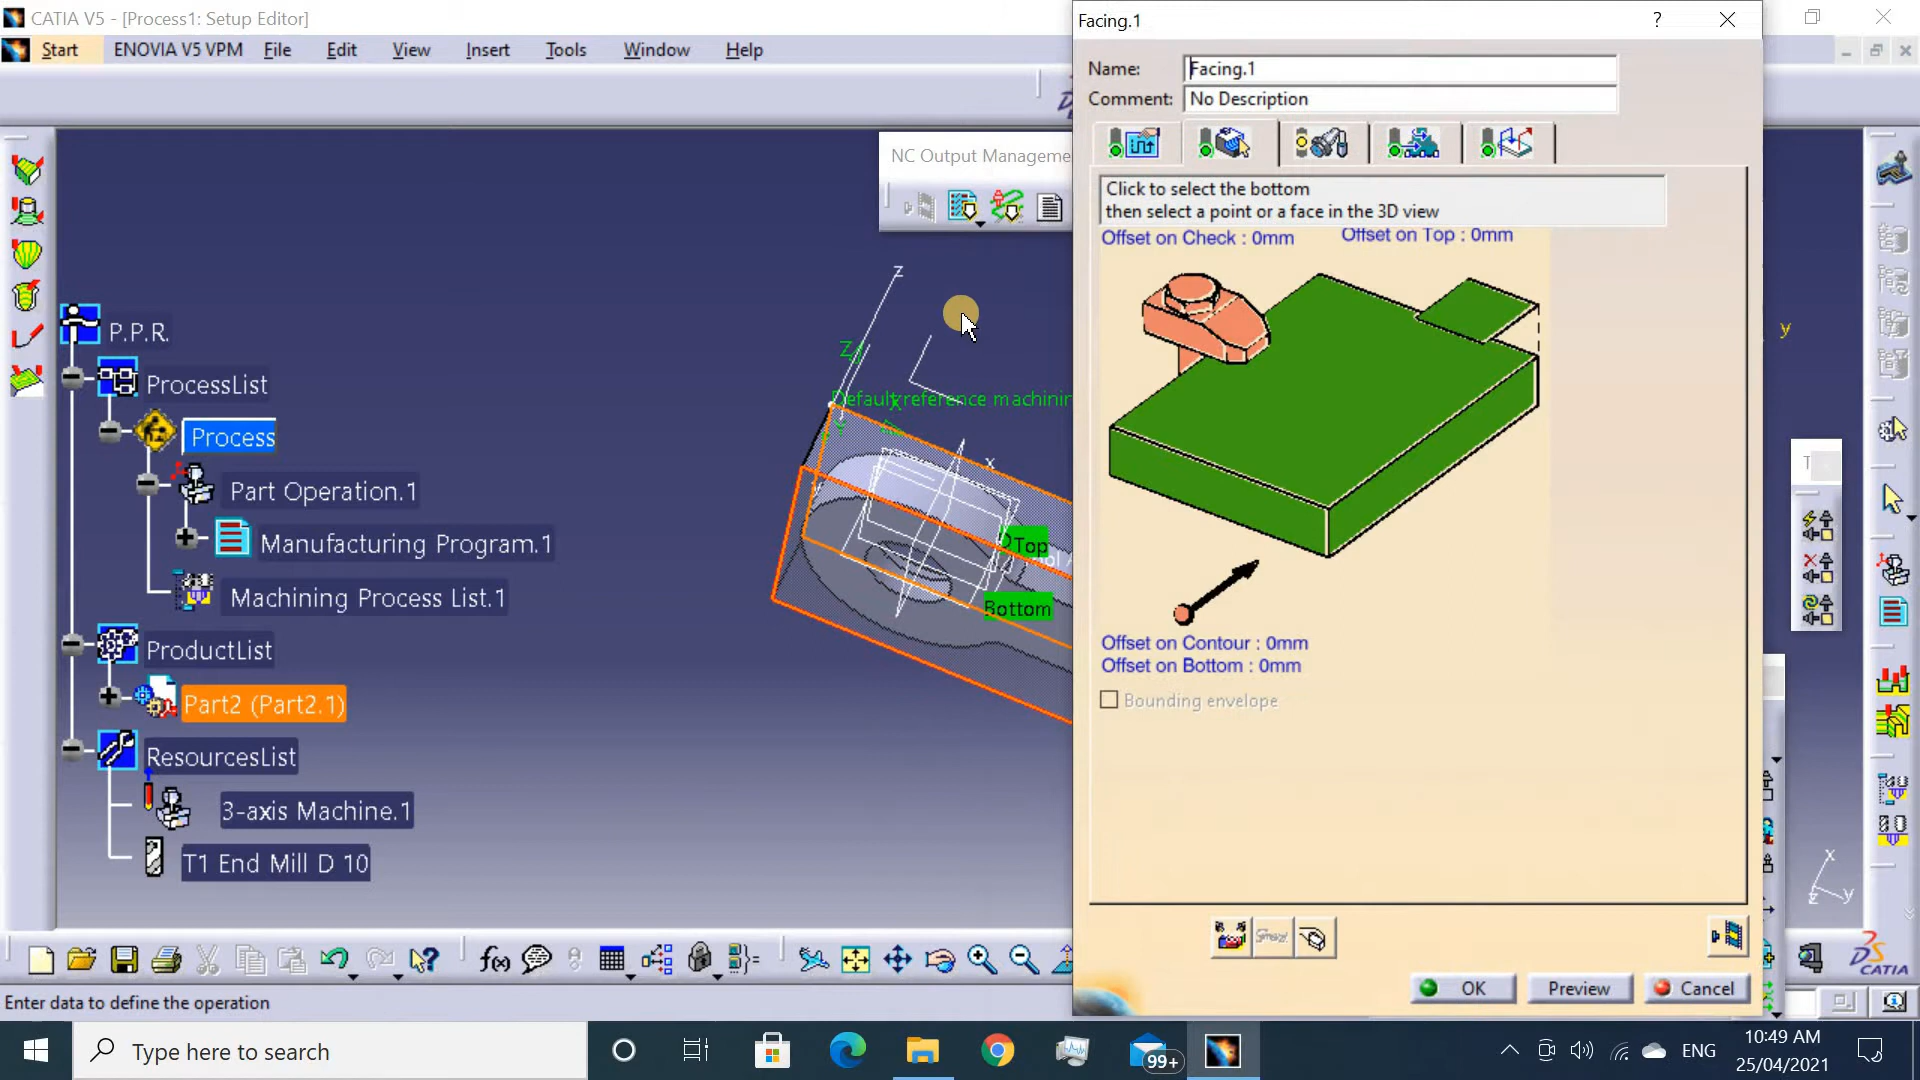 CATIA V5 - [Process1: Setup Editor]
Start ENOVIA V5 VPM File Edit View Insert Tools Window Help
Facing.1
?
Name: Facing.1
Comment: No Description
NC Output Manageme
Click to select the bottom
then select a point or a face in the 3D view
Offset on Check : 0mm Offset on Top : 0mm
Z
y
P.P.R.
ProcessList
Default reference machinin
Process
x
Part Operation.1
Top
Manufacturing Program.1
Machining Process List.1
Bottom
Offset on Contour : 0mm
Offset on Bottom : 0mm
ProductList
Bounding envelope
Part2 (Part2.1)
ResourcesList
3-axis Machine.1
T1 End Mill D 10
x
y
z
f(x)
CATIA
OK Preview Cancel
Enter data to define the operation
Type here to search
99+
ENG
10:49 AM
25/04/2021